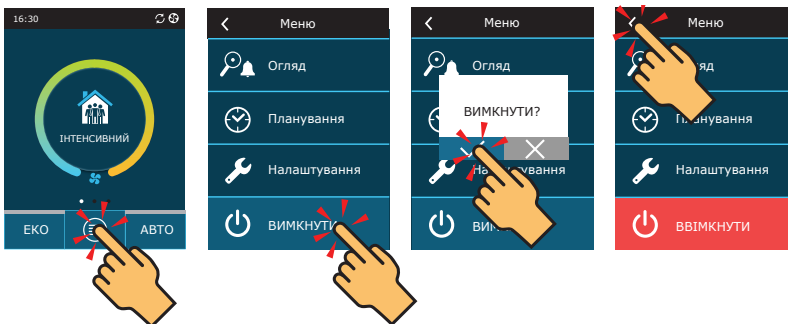 16:30
ІНТЕНСИВНИЙ
ЕКО
АВТО
Меню
Огляд
Планування
Налаштування
ВИМКНУТИ
Меню
Огляд
ВИМКНУТИ?
Налаштування
Меню
Планування
Налаштування
ВВІМКНУТИ